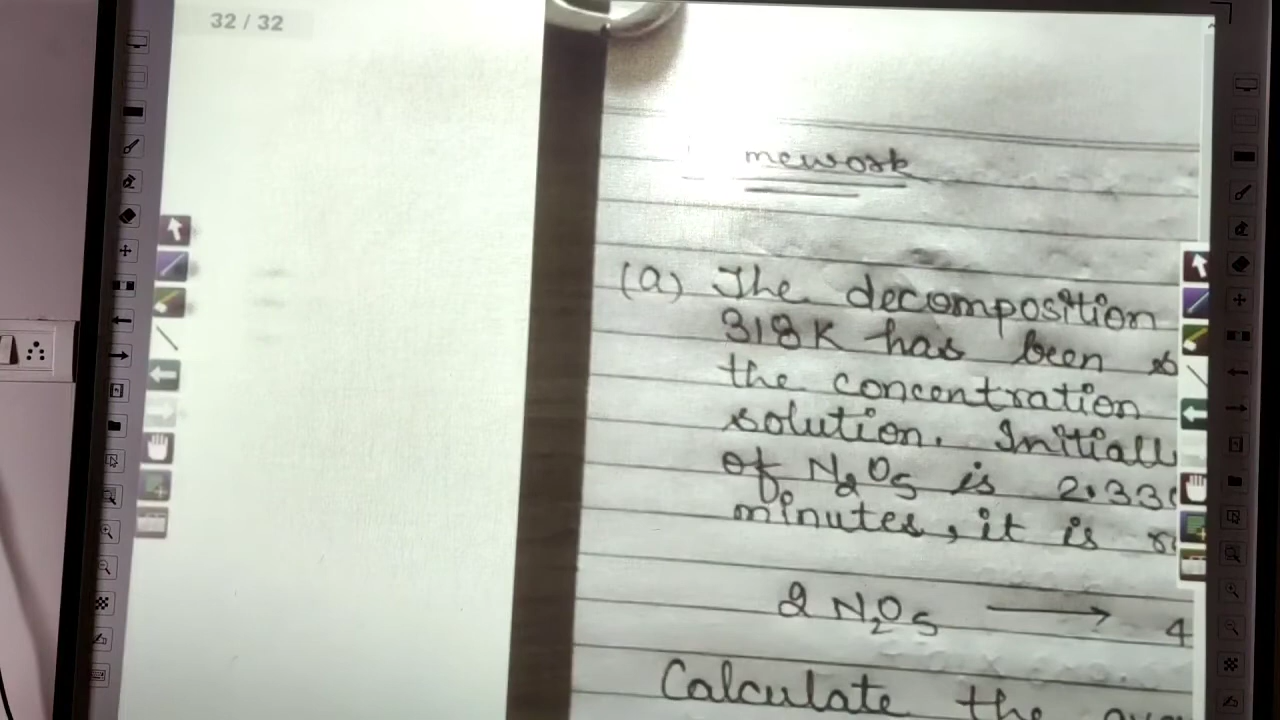 32 / 32
mework
(a) The decomposition
318K has been
the concentration
solution. Initiall
of N₂O₅ is 2.33
minutes, it is
2 N₂O₅ ⟶ 4
Calculate the